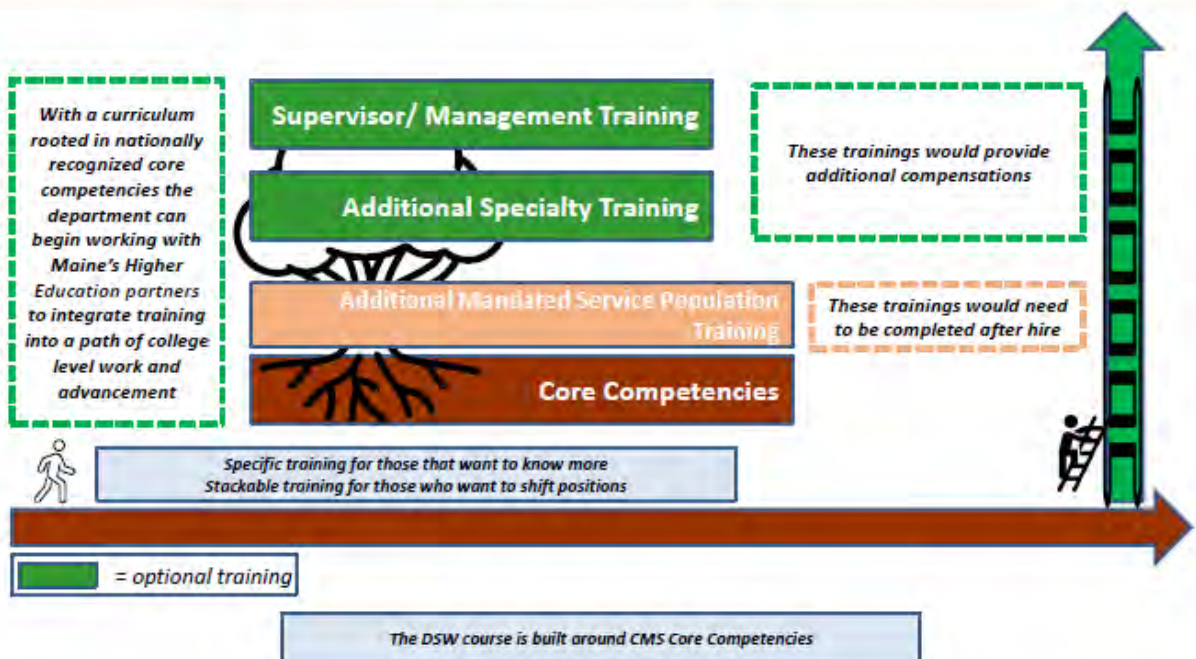 With a curriculum
rooted in nationally
recognized core
competencies the
department can
begin working with
Maine's Higher
Education partners
to integrate training
into a path of college
level work and
advancement
Supervisor/ Management Training
Additional Specialty Training
These trainings would provide
additional compensations
Additional Mandated Service Population
Training
These trainings would need
to be completed after hire
Core Competencies
Specific training for those that want to know more
Stackable training for those who want to shift positions
= optional training
The DSW course is built around CMS Core Competencies